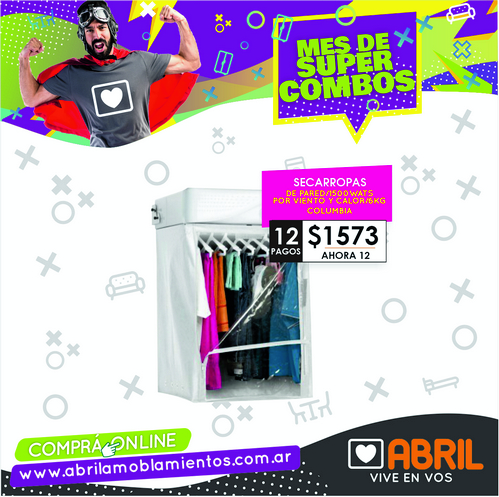 MES DE
SUPER
COMBOS
SECARROPAS
DE PARED/1500 WATS
POR VIENTO Y CALOR/6KG
COLUMBIA
12
PAGOS
$1573
AHORA 12
COMPRÁ ONLINE
www.abrilamoblamientos.com.ar
ABRIL
VIVE EN VOS